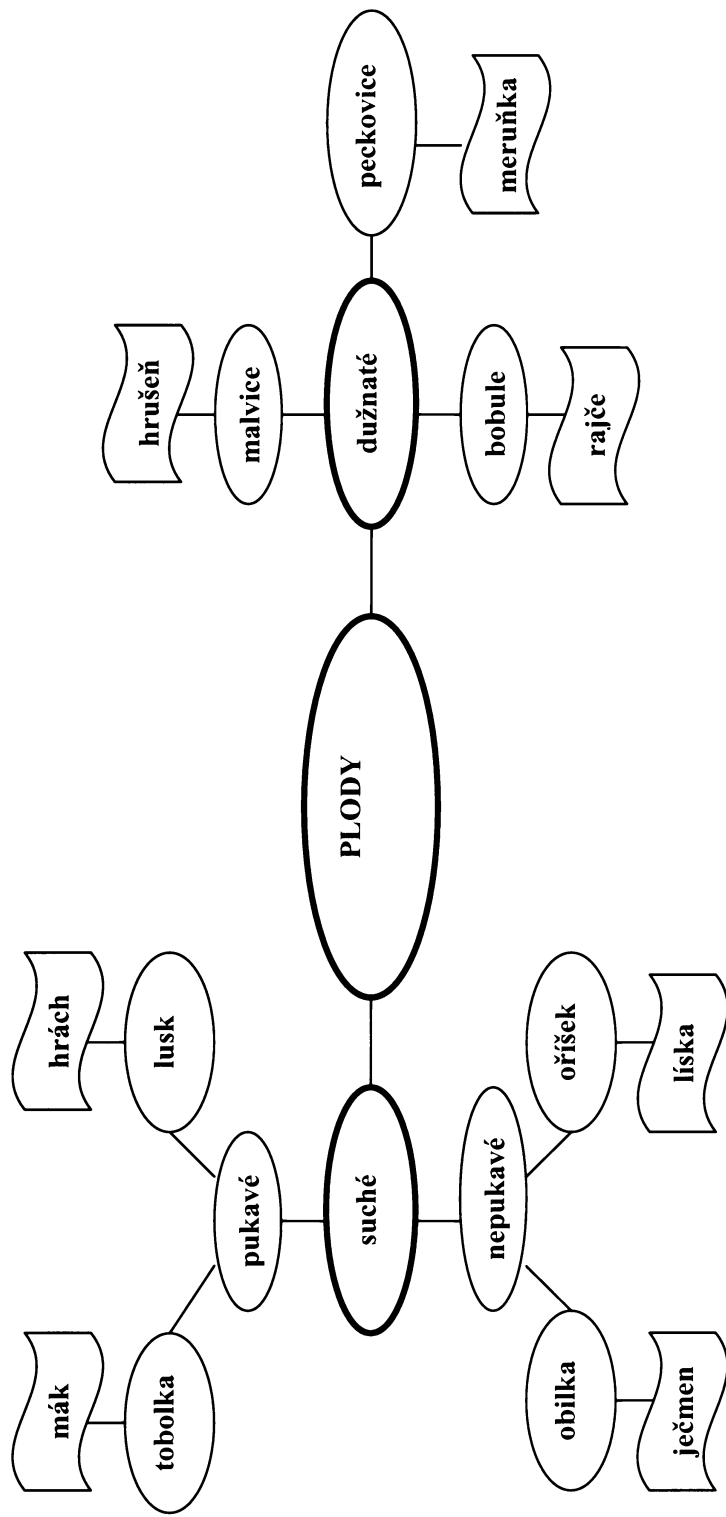 mák
hrách
hrušeň
tobolka
lusk
malvice
pukavé
suché
PLODY
dužnaté
peckovice
nepukavé
bobule
meruňka
obilka
oříšek
rajče
ječmen
líska